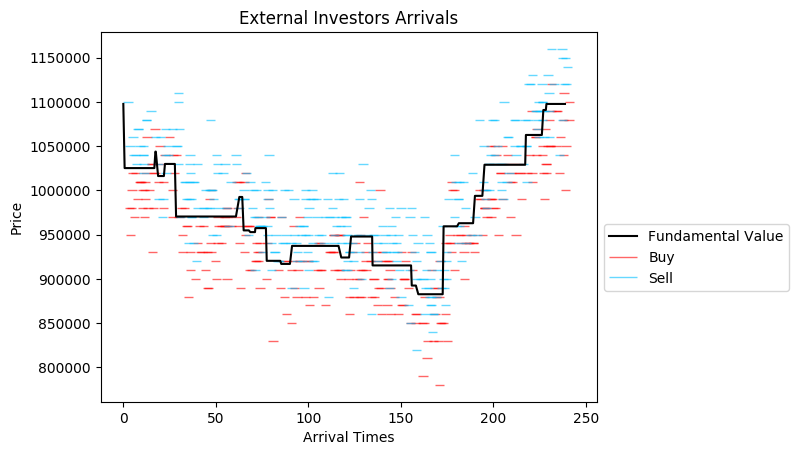 External Investors Arrivals
Price
1150000
1100000
1050000
1000000
950000
900000
850000
800000
0
50
100
150
200
250
Arrival Times
Fundamental Value
Buy
Sell